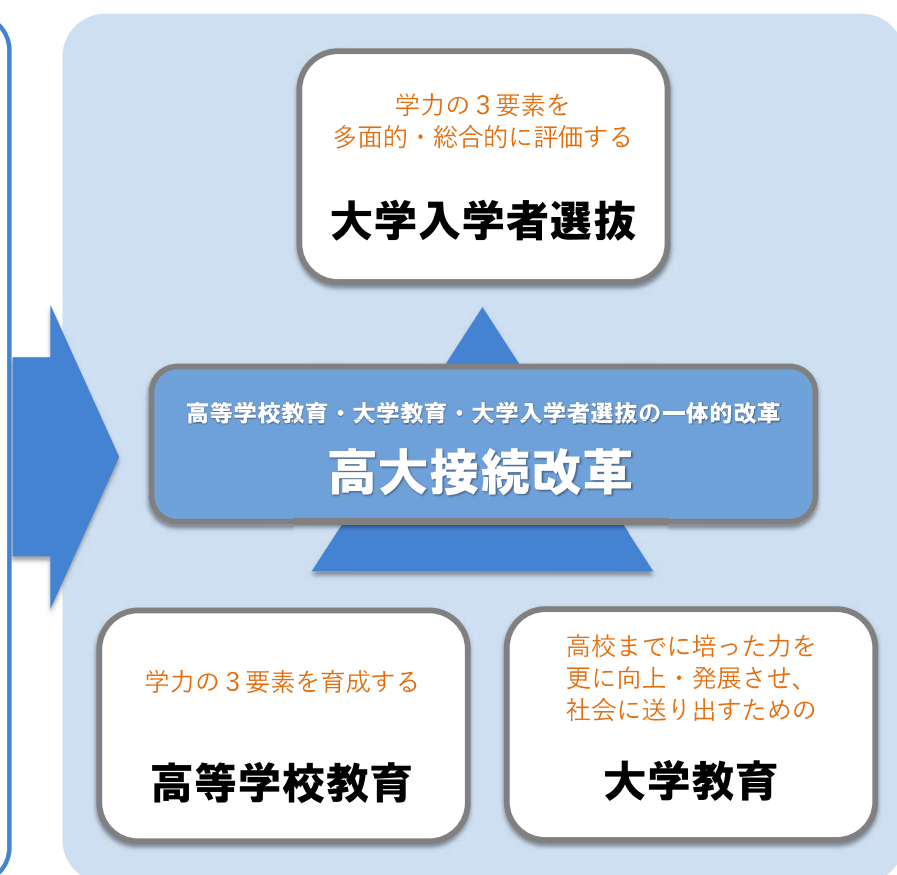 学力の3要素を
多面的・総合的に評価する
大学入学者選抜
高等学校教育・大学教育・大学入学者選抜の一体的改革
高大接続改革
学力の3要素を育成する
高等学校教育
高校までに培った力を
更に向上・発展させ、
社会に送り出すための
大学教育